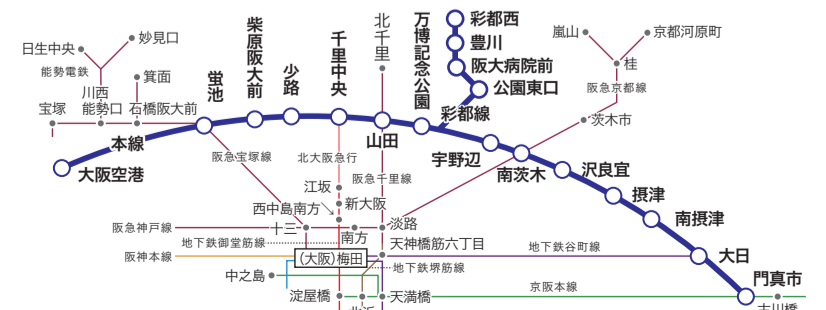 日生中央
妙見口
能勢電鉄
川西
能勢口
箕面
宝塚
石橋阪大前
本線
大阪空港
蛍池
柴原阪大前
少路
千里中央
北千里
山田
万博記念公園
彩都西
豊川
阪大病院前
公園東口
彩都線
嵐山
京都河原町
桂
阪急京都線
茨木市
宇野辺
南茨木
沢良宜
摂津
南摂津
大日
門真市
阪急宝塚線
北大阪急行
阪急千里線
江坂
新大阪
西中島南方
阪急神戸線
十三
南方
淡路
地下鉄御堂筋線
天神橋筋六丁目
阪神本線
(大阪)梅田
地下鉄谷町線
地下鉄堺筋線
中之島
淀屋橋
天満橋
京阪本線